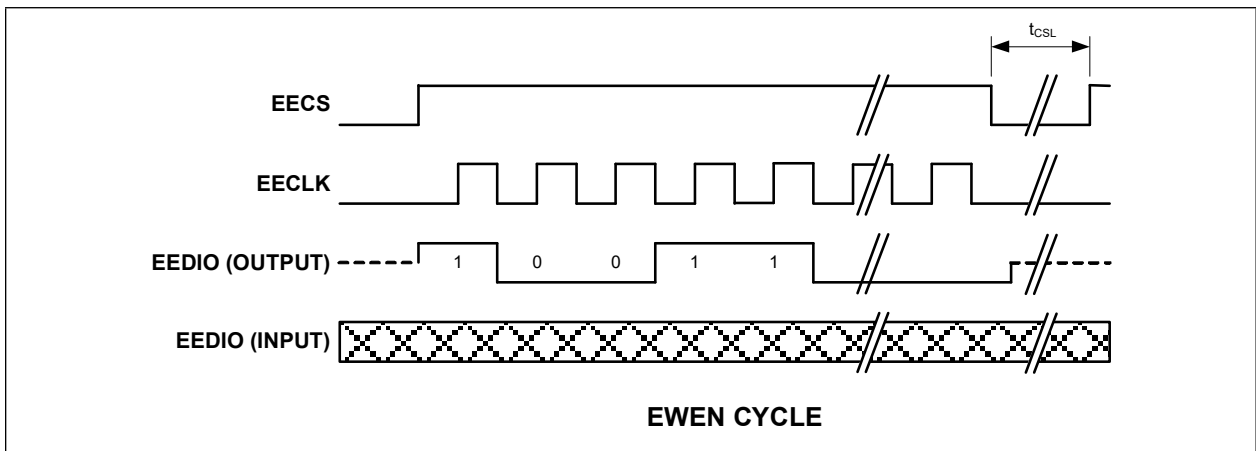 tCSL
EECS
EECLK
EEDIO (OUTPUT)
1 0 0 1 1
EEDIO (INPUT)
EWEN CYCLE